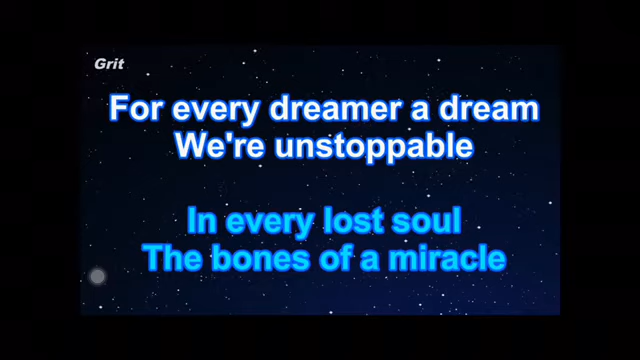 Grit
For every dreamer a dream
We're unstoppable
In every lost soul
The bones of a miracle